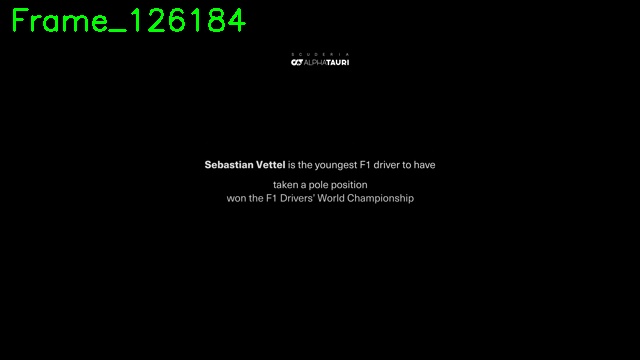 Frame_126184
SCUDERIA
ALPHATAURI
Sebastian Vettel is the youngest F1 driver to have
taken a pole position
won the F1 Drivers' World Championship